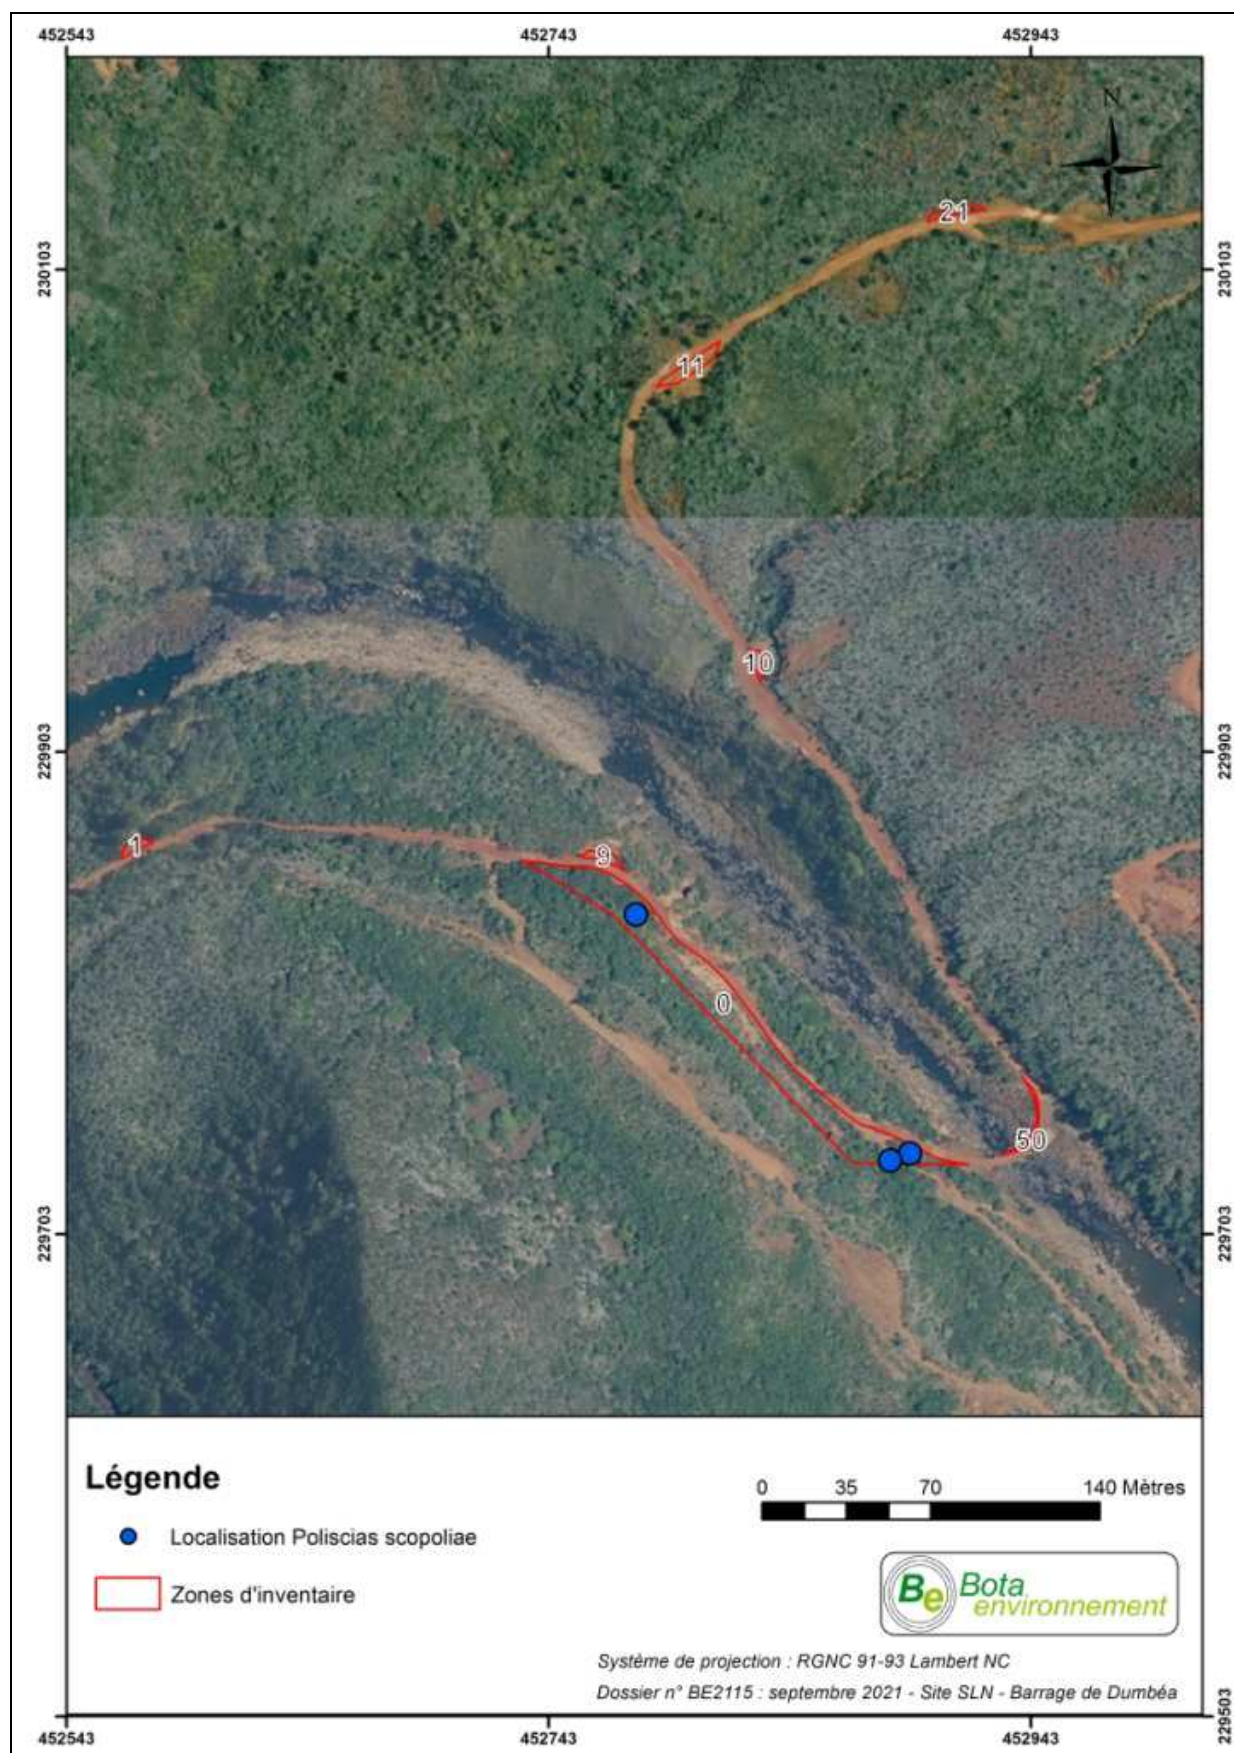 452543 452743 452943
N
21
230103 230103
11
10
229903 229903
1
9
0
50
229703 229703
Légende
0 35 70 140 Mètres
Localisation Poliscias scopoliae
Zones d'inventaire
Be Bota
environnement
Système de projection : RGNC 91-93 Lambert NC
Dossier n° BE2115 : septembre 2021 - Site SLN - Barrage de Dumbéa
229503 229503
452543 452743 452943